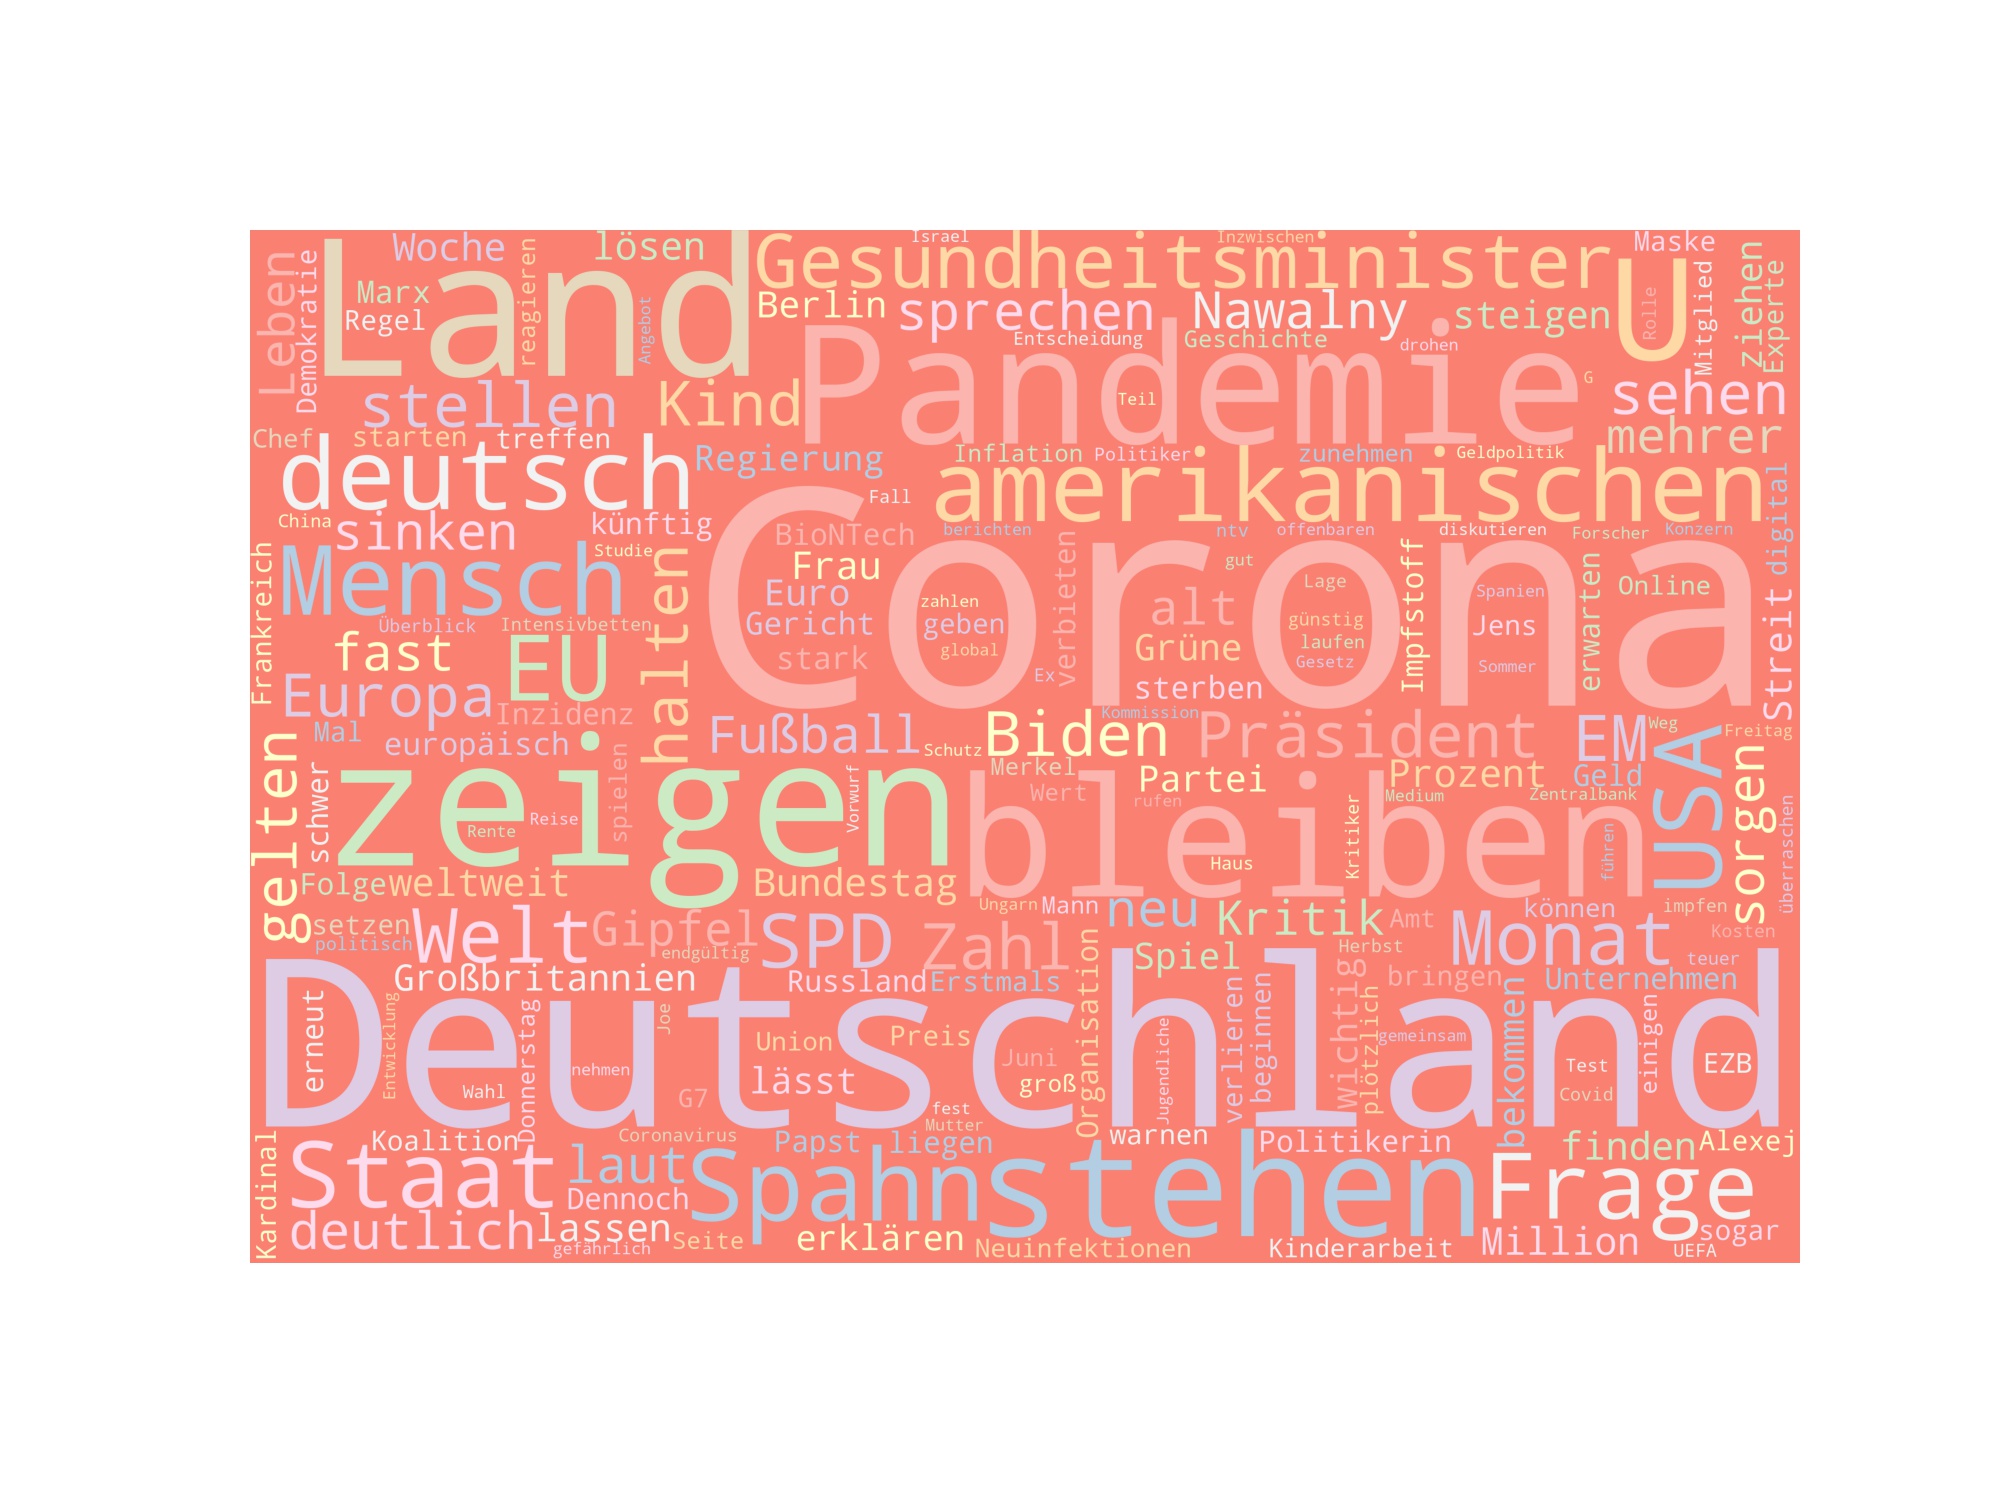 Leben
Demokratie
Land
Woche
Marx
Regel
reagieren
lösen
Angebot
Gesundheitsminister
Israel
Inzwischen
Berlin
sprechen
Nawalny
steigen
U
Rolle
Maske
Mitglied
ziehen
Experte
Entscheidung
Geschichte
drohen
Pandemie
Teil
G
stellen
Kind
sehen
mehrer
Chef
starten
treffen
deutsch
Regierung
Inflation
Politiker
zunehmen
Geldpolitik
amerikanischen
Fall
China
sinken
künftig
Studie
BioNTech
berichten
ntv
offenbaren
diskutieren
Forscher
Konzern
digital
Frankreich
Mensch
halten
Frau
Euro
Gericht
stark
Corona
zahlen
geben
global
verbieten
Ex
gut
alt
Grüne
sterben
Lage
günstig
laufen
Gesetz
Impfstoff
Spanien
Jens
Sommer
erwarten
Online
Streit
Überblick
Intensivbetten
fast
EU
Europa
Inzidenz
Mal
europäisch
Fußball
Schutz
Biden
Kommission
Präsident
EM
Weg
Freitag
USA
gelten
schwer
zeigen
Rente
Reise
spielen
Vorwurf
Merkel
Wert
Partei
rufen
Prozent
Medium
Geld
Zentralbank
bleiben
Haus
Kritiker
führen
sorgen
überraschen
Folge
weltweit
Bundestag
Ungarn
Mann
neu
Kritik
Amt
können
impfen
Kosten
setzen
politisch
Welt
Gipfel
endgültig
SPD
Zahl
Organisation
Spiel
Herbst
Monat
teuer
Großbritannien
Russland
Erstmals
wichtig
bringen
Unternehmen
Deutschland
erneut
Entwicklung
Wahl
Donnerstag
nehmen
Joe
G7
Union
lässt
Preis
Juni
groß
fest
Mutter
Jugendliche
verlieren
beginnen
plötzlich
gemeinsam
bekommen
Test
Covid
einigen
EZB
Kardinal
Koalition
Staat
laut
Dennoch
Coronavirus
Papst
liegen
warnen
Politikerin
finden
Alexej
Spahn
stehen
Frage
deutlich
lassen
gefährlich
Seite
erklären
Neuinfektionen
Kinderarbeit
Million
sogar
UEFA